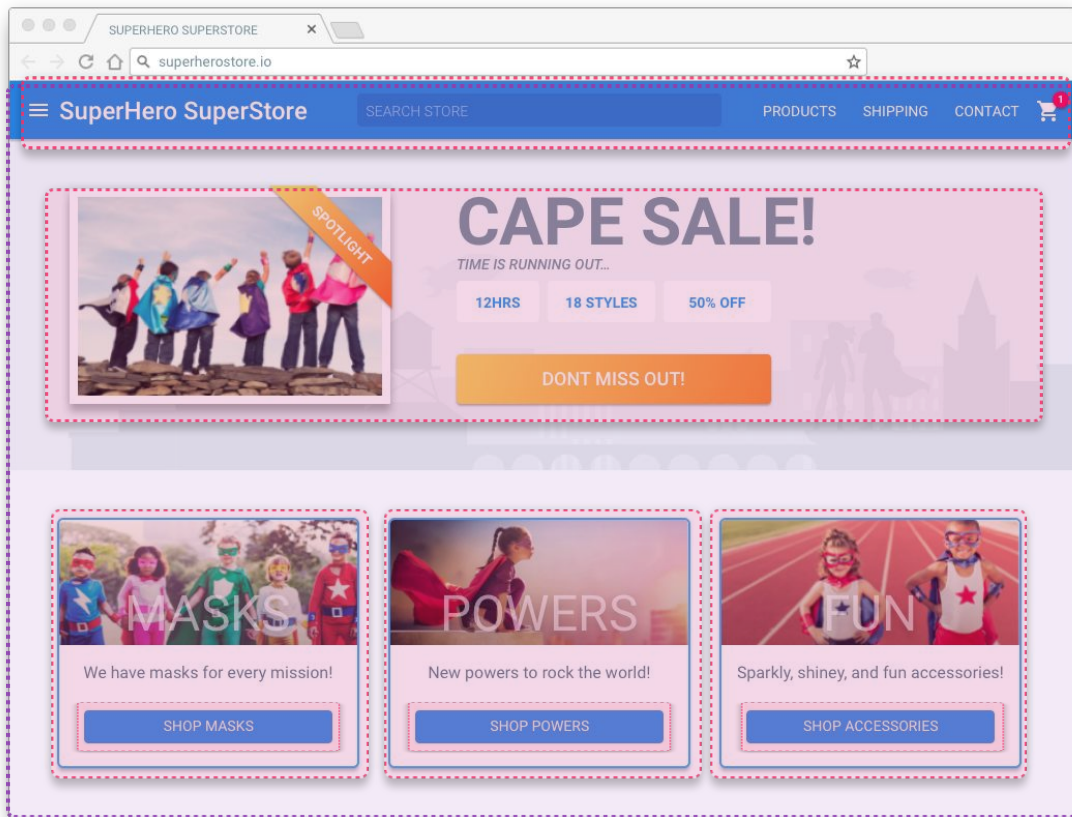 SUPERHERO SUPERSTORE
superherostore.io
SuperHero SuperStore SEARCH STORE PRODUCTS SHIPPING CONTACT 1
SPOTLIGHT
CAPE SALE!
TIME IS RUNNING OUT...
12HRS 18 STYLES 50% OFF
DONT MISS OUT!
MASKS POWERS FUN
We have masks for every mission! New powers to rock the world! Sparkly, shiney, and fun accessories!
SHOP MASKS SHOP POWERS SHOP ACCESSORIES